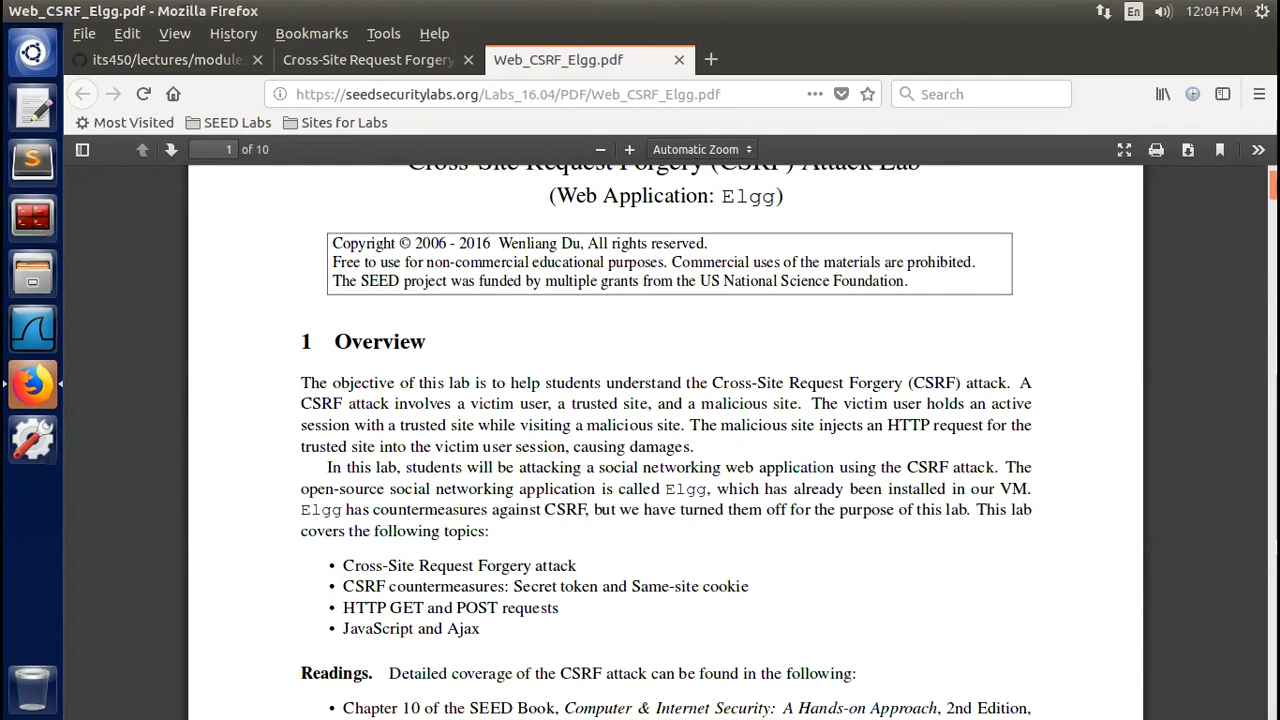 Web_CSRF_Elgg.pdf - Mozilla Firefox
En
12:04 PM
File Edit View History Bookmarks Tools Help
its450/lectures/module
Cross-Site Request Forgery
Web_CSRF_Elgg.pdf
https://seedsecuritylabs.org/Labs_16.04/PDF/Web_CSRF_Elgg.pdf
Search
Most Visited
SEED Labs
Sites for Labs
1 of 10
Automatic Zoom
Cross-Site Request Forgery (CSRF) Attack Lab
(Web Application: Elgg)
Copyright © 2006 - 2016 Wenliang Du, All rights reserved.
Free to use for non-commercial educational purposes. Commercial uses of the materials are prohibited.
The SEED project was funded by multiple grants from the US National Science Foundation.
1 Overview
The objective of this lab is to help students understand the Cross-Site Request Forgery (CSRF) attack. A
CSRF attack involves a victim user, a trusted site, and a malicious site. The victim user holds an active
session with a trusted site while visiting a malicious site. The malicious site injects an HTTP request for the
trusted site into the victim user session, causing damages.
In this lab, students will be attacking a social networking web application using the CSRF attack. The
open-source social networking application is called Elgg, which has already been installed in our VM.
Elgg has countermeasures against CSRF, but we have turned them off for the purpose of this lab. This lab
covers the following topics:
• Cross-Site Request Forgery attack
• CSRF countermeasures: Secret token and Same-site cookie
• HTTP GET and POST requests
• JavaScript and Ajax
Readings. Detailed coverage of the CSRF attack can be found in the following:
• Chapter 10 of the SEED Book, Computer & Internet Security: A Hands-on Approach, 2nd Edition,